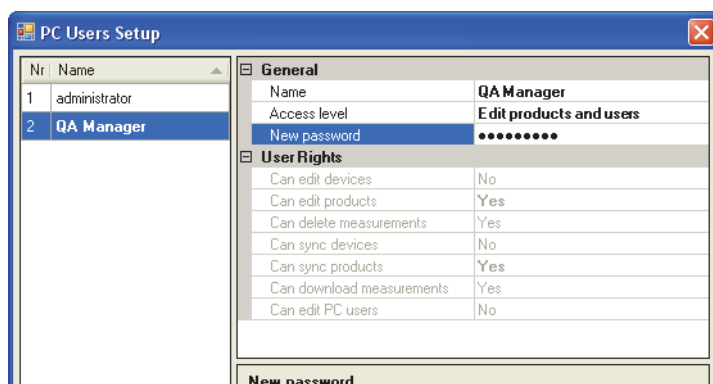 PC Users Setup
Nr Name
1 administrator
2 QA Manager
General
Name QA Manager
Access level Edit products and users
New password ●●●●●●●●●
User Rights
Can edit devices No
Can edit products Yes
Can delete measurements Yes
Can sync devices No
Can sync products Yes
Can download measurements Yes
Can edit PC users No
New password